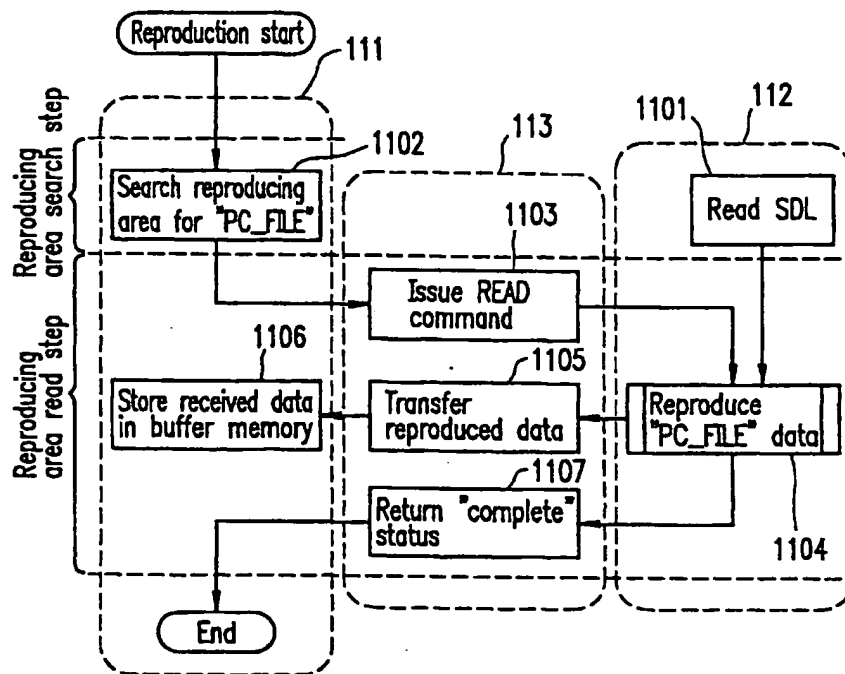 Reproduction start
111
Reproducing
area search step
1102
Search reproducing
area for "PC_FILE"
113
1101
112
Read SDL
Reproducing
area read step
1103
Issue READ
command
1106
Store received data
in buffer memory
1105
Transfer
reproduced data
Reproduce
"PC_FILE" data
1104
1107
Return "complete"
status
End